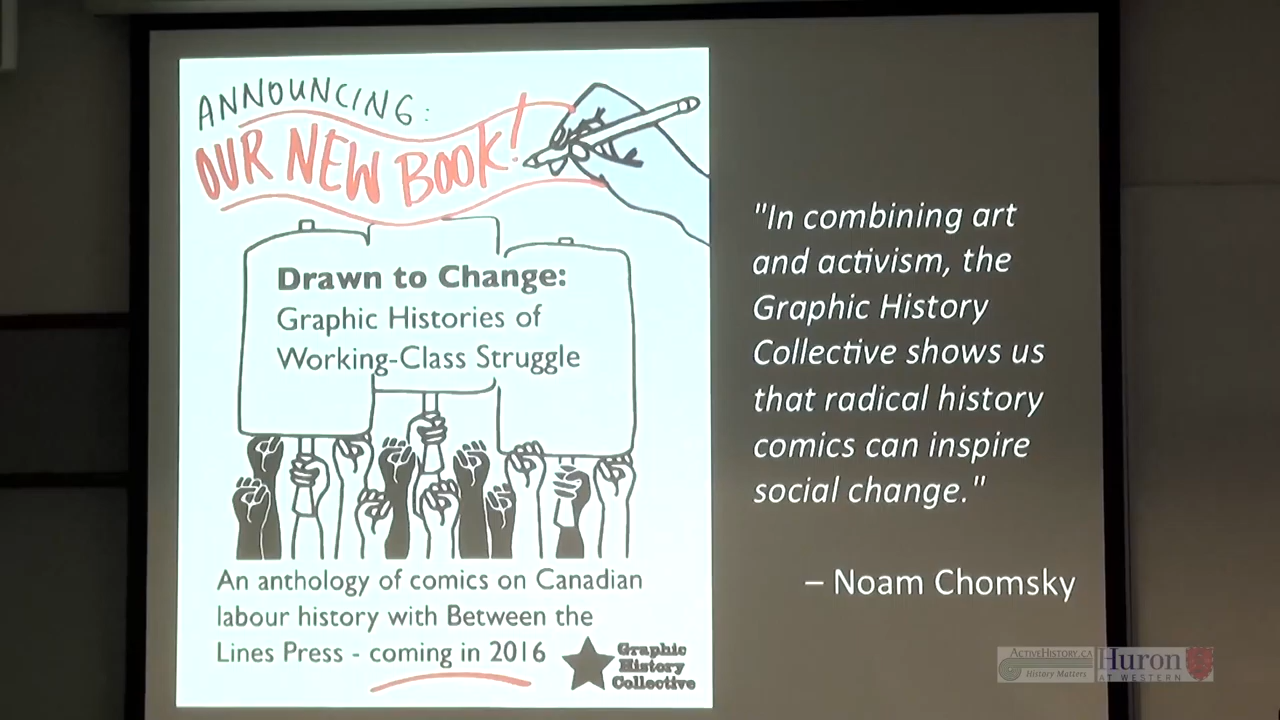 ANNOUNCING:
OUR NEW BOOK!
Drawn to Change:
Graphic Histories of
Working-Class Struggle
An anthology of comics on Canadian
labour history with Between the
Lines Press - coming in 2016
Graphic
History
Collective
"In combining art
and activism, the
Graphic History
Collective shows us
that radical history
comics can inspire
social change."
– Noam Chomsky
ACTIVEHISTORY.CA
History Matters
Huron
AT WESTERN